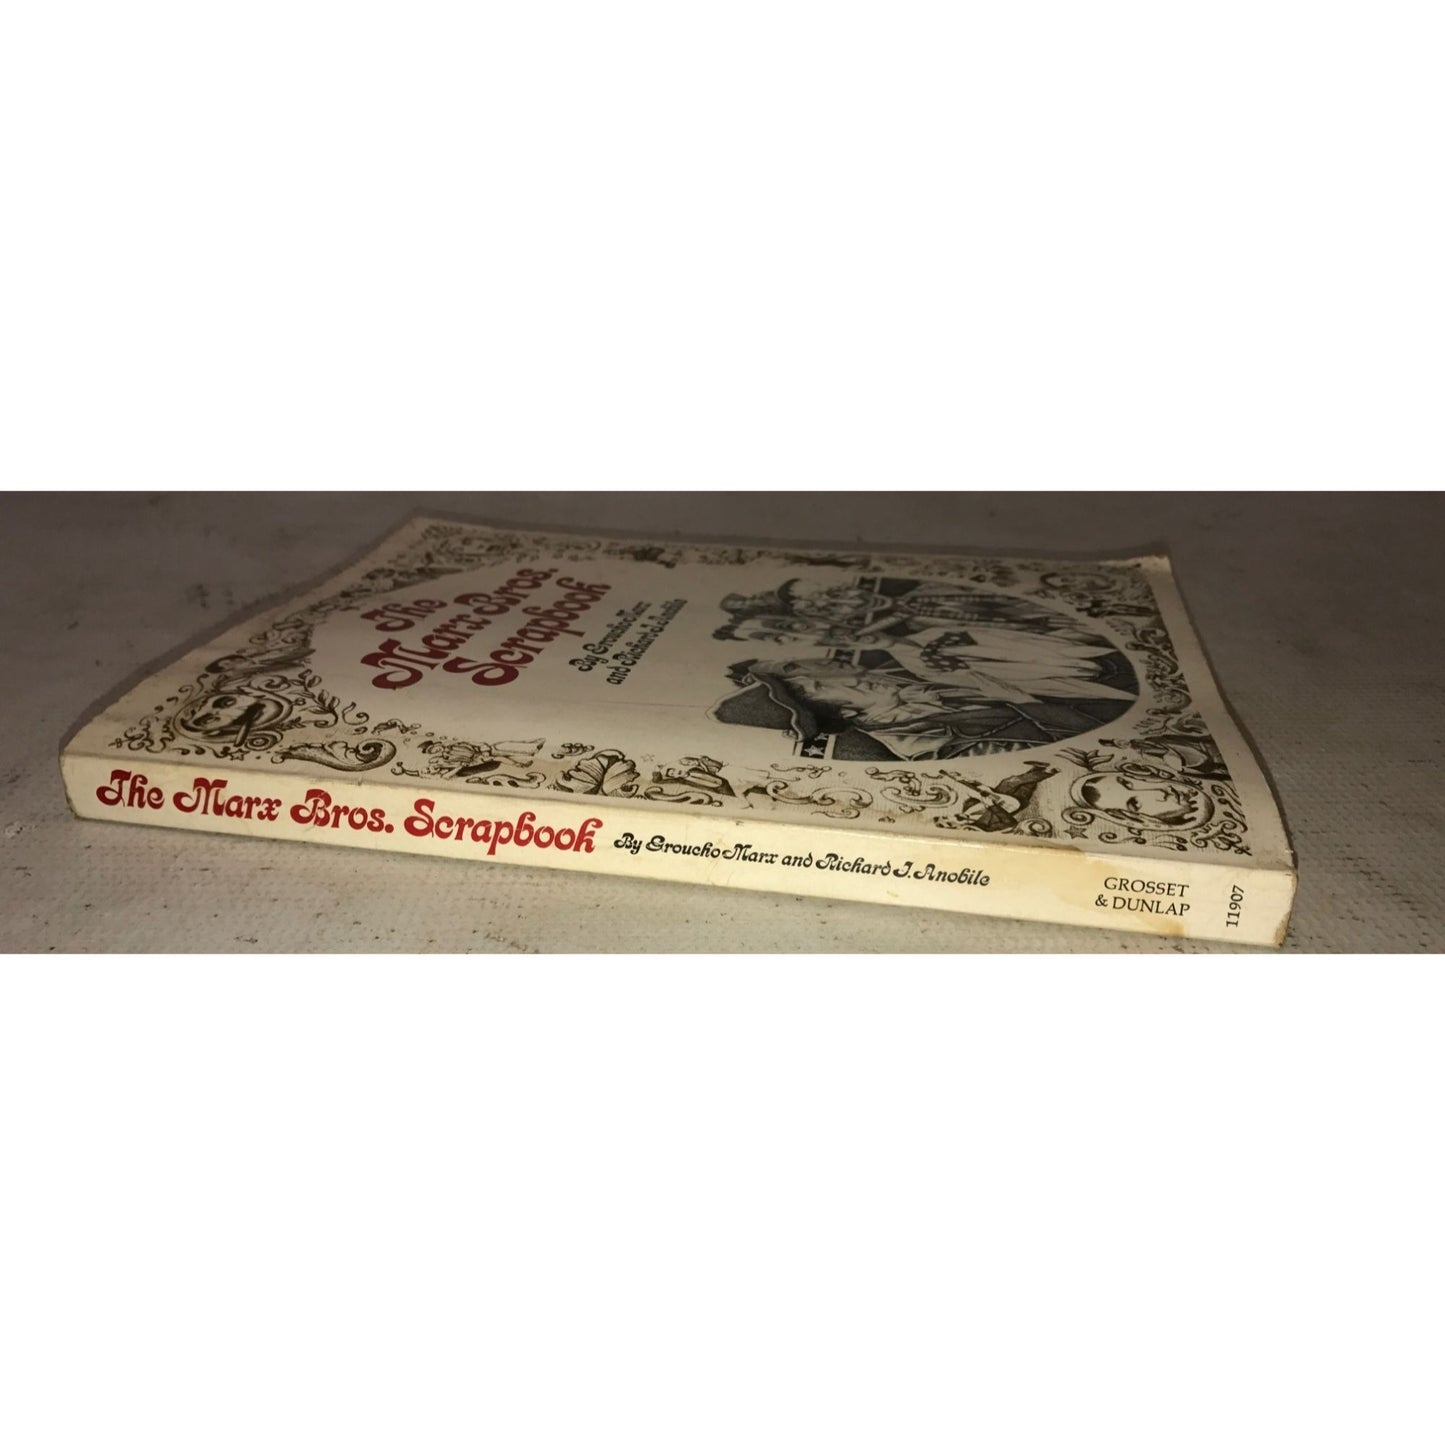 The
Marx Bros.
Scrapbook
By Groucho Marx
and Richard J. Anobile
The Marx Bros. Scrapbook By Groucho Marx and Richard J. Anobile
GROSSET
& DUNLAP
11907